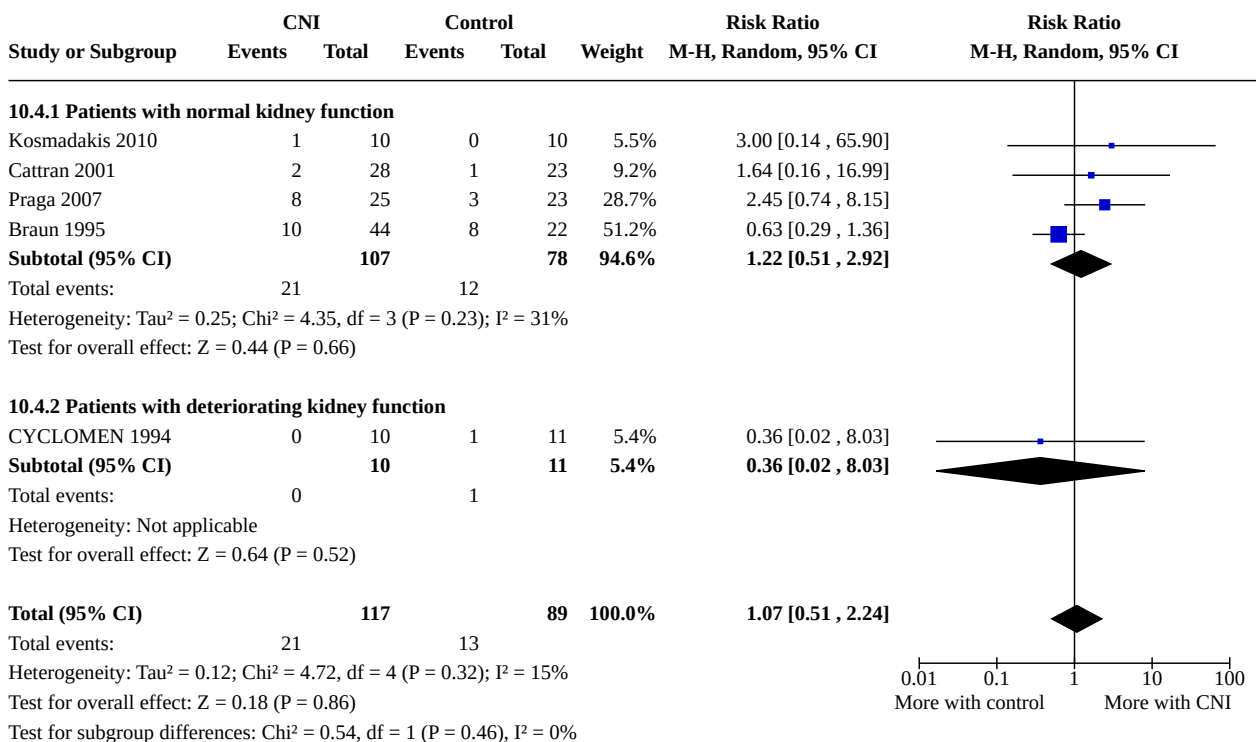 CNI Control Risk Ratio Risk Ratio
Study or Subgroup Events Total Events Total Weight M-H, Random, 95% CI M-H, Random, 95% CI
10.4.1 Patients with normal kidney function
Kosmadakis 2010 1 10 0 10 5.5% 3.00 [0.14 , 65.90]
Cattran 2001 2 28 1 23 9.2% 1.64 [0.16 , 16.99]
Praga 2007 8 25 3 23 28.7% 2.45 [0.74 , 8.15]
Braun 1995 10 44 8 22 51.2% 0.63 [0.29 , 1.36]
Subtotal (95% CI) 107 78 94.6% 1.22 [0.51 , 2.92]
Total events: 21 12
Heterogeneity: Tau² = 0.25; Chi² = 4.35, df = 3 (P = 0.23); I² = 31%
Test for overall effect: Z = 0.44 (P = 0.66)
10.4.2 Patients with deteriorating kidney function
CYCLOMEN 1994 0 10 1 11 5.4% 0.36 [0.02 , 8.03]
Subtotal (95% CI) 10 11 5.4% 0.36 [0.02 , 8.03]
Total events: 0 1
Heterogeneity: Not applicable
Test for overall effect: Z = 0.64 (P = 0.52)
Total (95% CI) 117 89 100.0% 1.07 [0.51 , 2.24]
Total events: 21 13
Heterogeneity: Tau² = 0.12; Chi² = 4.72, df = 4 (P = 0.32); I² = 15%
0.01 0.1 1 10 100
Test for overall effect: Z = 0.18 (P = 0.86) More with control More with CNI
Test for subgroup differences: Chi² = 0.54, df = 1 (P = 0.46), I² = 0%